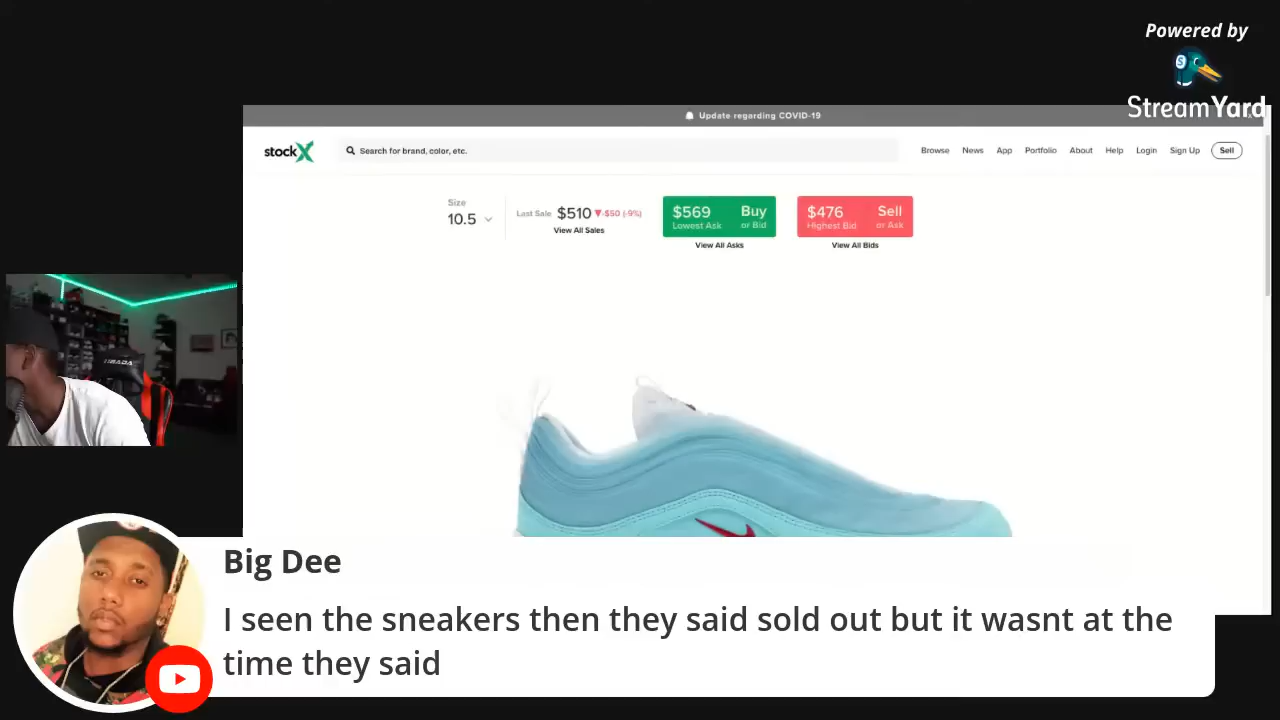 Powered by
StreamYard
Update regarding COVID-19
stockX
Search for brand, color, etc.
Browse News App Portfolio About Help Login Sign Up Sell
Size
10.5
Last Sale $510 ▼-$50 (-9%)
View All Sales
$569 Buy
Lowest Ask or Bid
View All Asks
$476 Sell
Highest Bid or Ask
View All Bids
Big Dee
I seen the sneakers then they said sold out but it wasnt at the
time they said